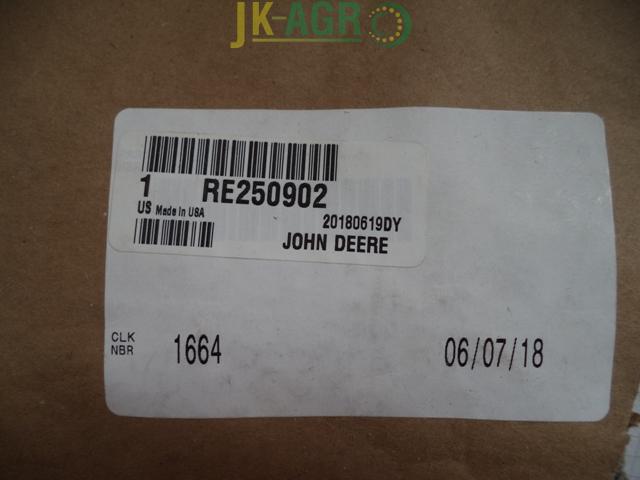 JK-AGRO
1 RE250902
US Made In USA
20180619DY
JOHN DEERE
CLK
NBR 1664 06/07/18